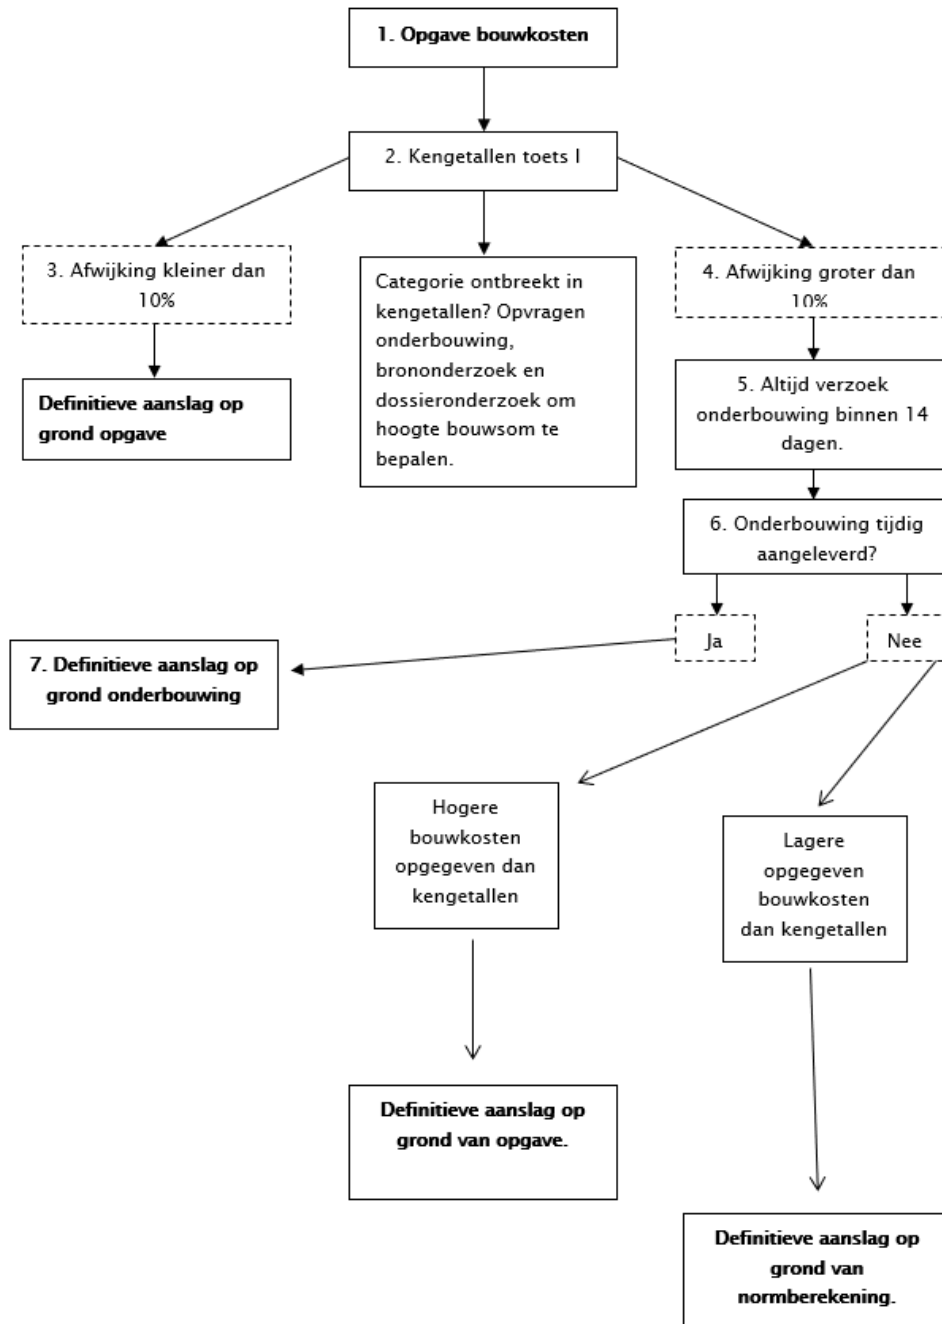 1. Opgave bouwkosten
2. Kengetallen toets I
3. Afwijking kleiner dan
10%
Categorie ontbreekt in
kengetallen? Opvragen
onderbouwing,
brononderzoek en
dossieronderzoek om
hoogte bouwsom te
bepalen.
4. Afwijking groter dan
10%
Definitieve aanslag op
grond opgave
5. Altijd verzoek
onderbouwing binnen 14
dagen.
6. Onderbouwing tijdig
aangeleverd?
Ja
Nee
7. Definitieve aanslag op
grond onderbouwing
Hogere
bouwkosten
opgegeven dan
kengetallen
Lagere
opgegeven
bouwkosten
dan kengetallen
Definitieve aanslag op
grond van opgave.
Definitieve aanslag op
grond van
normberekening.